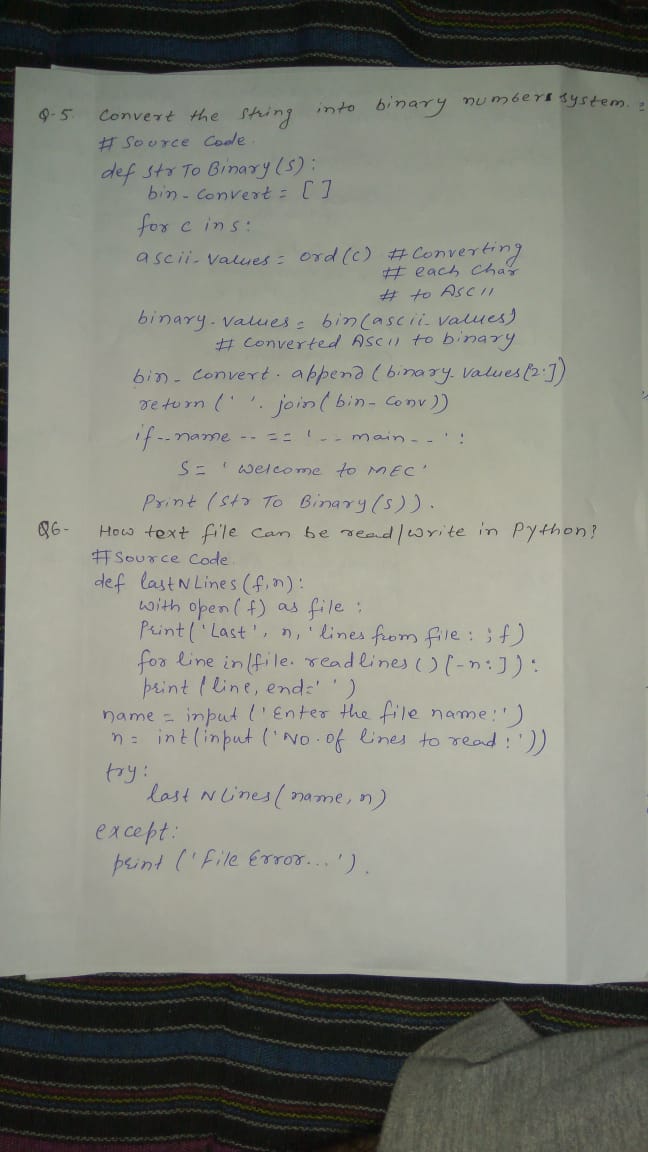 Q-5. Convert the string into binary numbers system.
# Source Code.
def str To Binary (s):
bin - Convert = [ ]
for c in s:
ascii- values = ord (c) # Converting
# each char
# to ASCII
binary. values = bin (ascii- values)
# Converted ASCII to binary
bin - Convert . append (binary. values [2:])
return (' '. join ( bin - Conv ))
if -- name -- == ' -- main -- ' :
S = ' Welcome to MEC '
Print (Str To Binary (s)).
Q6- How text file can be read/write in Python?
# Source Code.
def last N Lines (f,n):
with open ( f) as file :
Print ( 'Last', n, ' lines from file : ; f )
for line in (file. readlines () [-n:]):
print ( line, end=' ' )
name = input ( ' Enter the file name:' )
n = int (input ( ' No. of lines to read : ' ))
try:
last N Lines ( name, n)
except:
print ( ' File Error... ' ).